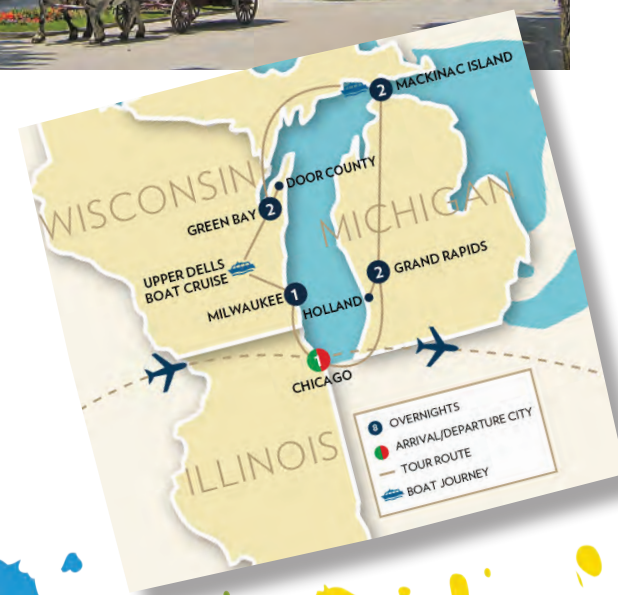 2 MACKINAC ISLAND
WISCONSIN
DOOR COUNTY
MICHIGAN
GREEN BAY 2
UPPER DELLS
BOAT CRUISE
2 GRAND RAPIDS
MILWAUKEE 1
HOLLAND
1
CHICAGO
ILLINOIS
8 OVERNIGHTS
ARRIVAL/DEPARTURE CITY
TOUR ROUTE
BOAT JOURNEY